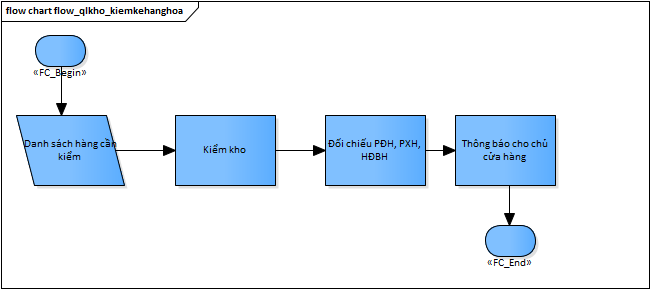 flow chart flow_qlkho_kiemkehanghoa
«FC_Begin»
Danh sách hàng cần
kiểm
Kiểm kho
Đối chiếu PĐH, PXH,
HĐBH
Thông báo cho chủ
cửa hàng
«FC_End»